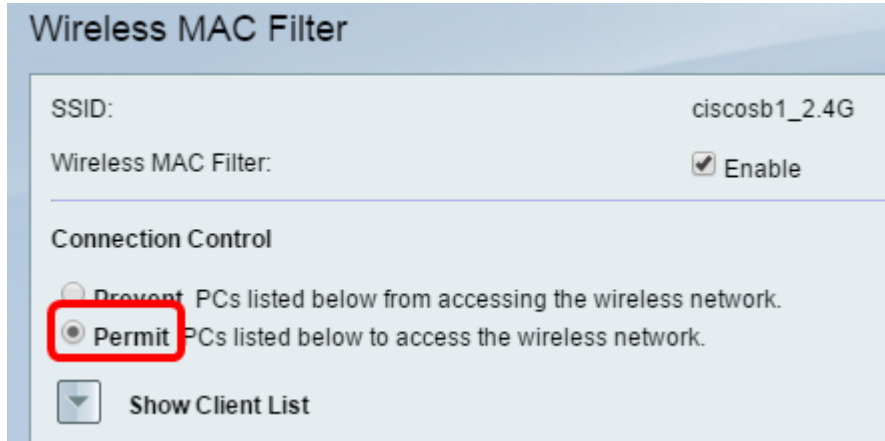 Wireless MAC Filter
SSID: ciscosb1_2.4G
Wireless MAC Filter: Enable
Connection Control
Prevent PCs listed below from accessing the wireless network.
Permit PCs listed below to access the wireless network.
Show Client List